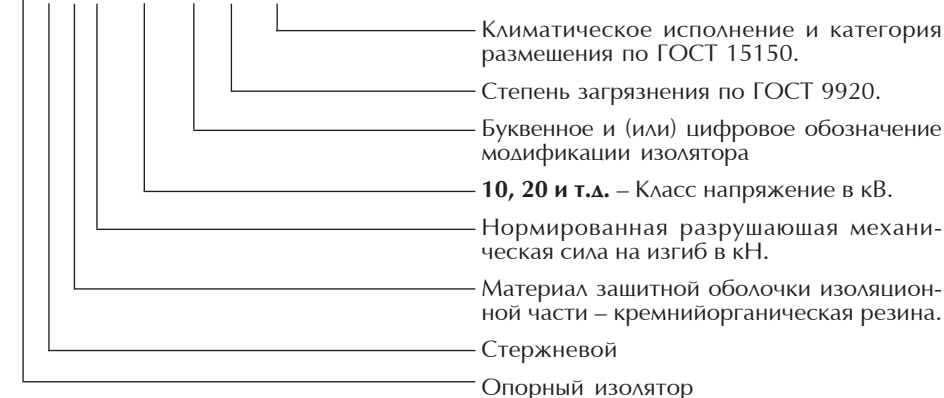 Климатическое исполнение и категория
размещения по ГОСТ 15150.
Степень загрязнения по ГОСТ 9920.
Буквенное и (или) цифровое обозначение
модификации изолятора
10, 20 и т.д. – Класс напряжение в кВ.
Нормированная разрушающая механи-
ческая сила на изгиб в кН.
Материал защитной оболочки изоляцион-
ной части – кремнийорганическая резина.
Стержневой
Опорный изолятор